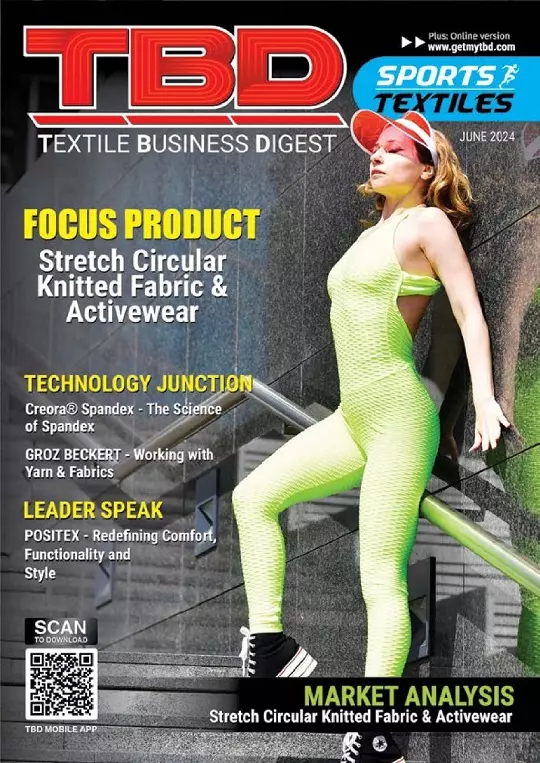 TBD
TEXTILE BUSINESS DIGEST
Plus: Online version
www.getmytbd.com
SPORTS
TEXTILES
JUNE 2024
FOCUS PRODUCT
Stretch Circular
Knitted Fabric &
Activewear
TECHNOLOGY JUNCTION
Creora® Spandex - The Science
of Spandex
GROZ BECKERT - Working with
Yarn & Fabrics
LEADER SPEAK
POSITEX - Redefining Comfort,
Functionality and
Style
SCAN
TO DOWNLOAD
TBD MOBILE APP
MARKET ANALYSIS
Stretch Circular Knitted Fabric & Activewear